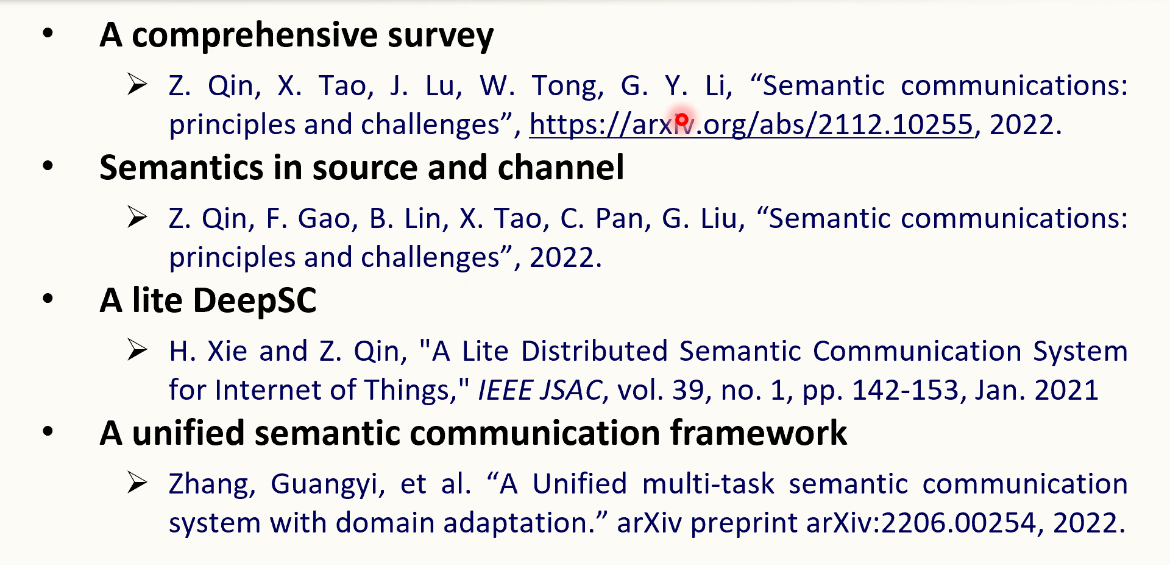 • A comprehensive survey
➢ Z. Qin, X. Tao, J. Lu, W. Tong, G. Y. Li, “Semantic communications:
principles and challenges”, https://arxiv.org/abs/2112.10255, 2022.
• Semantics in source and channel
➢ Z. Qin, F. Gao, B. Lin, X. Tao, C. Pan, G. Liu, “Semantic communications:
principles and challenges”, 2022.
• A lite DeepSC
➢ H. Xie and Z. Qin, "A Lite Distributed Semantic Communication System
for Internet of Things," IEEE JSAC, vol. 39, no. 1, pp. 142-153, Jan. 2021
• A unified semantic communication framework
➢ Zhang, Guangyi, et al. “A Unified multi-task semantic communication
system with domain adaptation.” arXiv preprint arXiv:2206.00254, 2022.